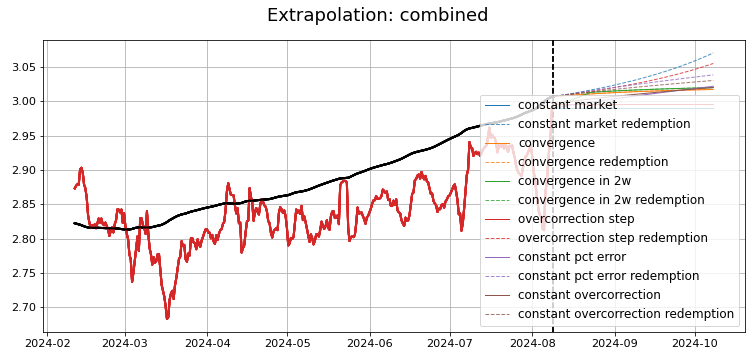 Extrapolation: combined
3.05
3.00
2.95
2.90
2.85
2.80
2.75
2.70
constant market
constant market redemption
convergence
convergence redemption
convergence in 2w
convergence in 2w redemption
overcorrection step
overcorrection step redemption
constant pct error
constant pct error redemption
constant overcorrection
constant overcorrection redemption
2024-02 2024-03 2024-04 2024-05 2024-06 2024-07 2024-08 2024-09 2024-10